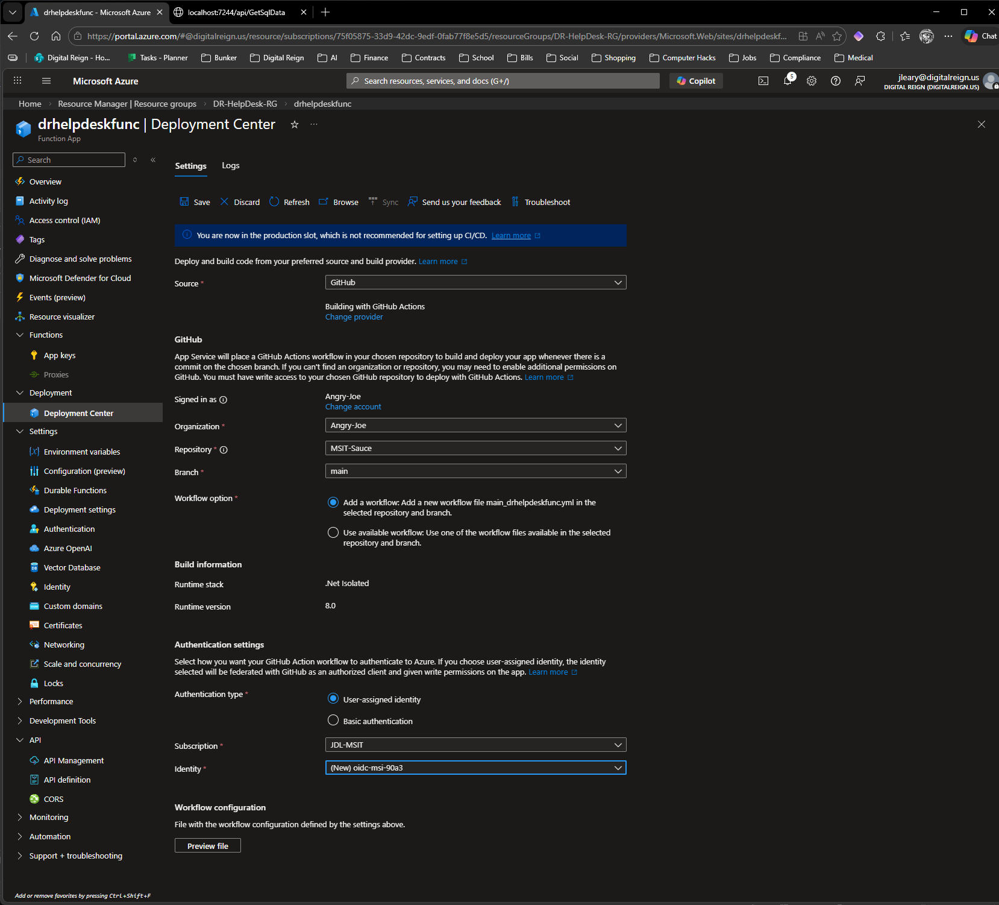 drhelpdeskfunc - Microsoft Azure
localhost:7244/api/GetSqlData
https://portal.azure.com/#@digitalreign.us/resource/subscriptions/75f05875-33d9-42dc-9edf-0fab77f8e5d5/resourceGroups/DR-HelpDesk-RG/providers/Microsoft.Web/sites/drhelpdeskf...
Chat
Digital Reign - Ho...
Tasks - Planner
Bunker
Digital Reign
AI
Finance
Contracts
School
Bills
Social
Shopping
Computer Hacks
Jobs
Compliance
Medical
Microsoft Azure
Search resources, services, and docs (G+/)
Copilot
5
jleary@digitalreign.us
DIGITAL REIGN (DIGITALREIGN.US)
Home
Resource Manager | Resource groups
DR-HelpDesk-RG
drhelpdeskfunc
drhelpdeskfunc | Deployment Center
Function App
Search
Overview
Activity log
Access control (IAM)
Tags
Diagnose and solve problems
Microsoft Defender for Cloud
Events (preview)
Resource visualizer
Functions
App keys
Proxies
Deployment
Deployment Center
Settings
Environment variables
Configuration (preview)
Durable Functions
Deployment settings
Authentication
Azure OpenAI
Vector Database
Identity
Custom domains
Certificates
Networking
Scale and concurrency
Locks
Performance
Development Tools
API
API Management
API definition
CORS
Monitoring
Automation
Support + troubleshooting
Add or remove favorites by pressing Ctrl+Shift+F
Settings
Logs
Save
Discard
Refresh
Browse
Sync
Send us your feedback
Troubleshoot
You are now in the production slot, which is not recommended for setting up CI/CD. Learn more
Deploy and build code from your preferred source and build provider. Learn more
Source *
GitHub
Building with GitHub Actions
Change provider
GitHub
App Service will place a GitHub Actions workflow in your chosen repository to build and deploy your app whenever there is a
commit on the chosen branch. If you can't find an organization or repository, you may need to enable additional permissions on
GitHub. You must have write access to your chosen GitHub repository to deploy with GitHub Actions. Learn more
Signed in as
Angry-Joe
Change account
Organization *
Angry-Joe
Repository *
MSIT-Sauce
Branch *
main
Workflow option *
Add a workflow: Add a new workflow file main_drhelpdeskfunc.yml in the
selected repository and branch.
Use available workflow: Use one of the workflow files available in the selected
repository and branch.
Build information
Runtime stack
.Net Isolated
Runtime version
8.0
Authentication settings
Select how you want your GitHub Action workflow to authenticate to Azure. If you choose user-assigned identity, the identity
selected will be federated with GitHub as an authorized client and given write permissions on the app. Learn more
Authentication type *
User-assigned identity
Basic authentication
Subscription *
JDL-MSIT
Identity *
(New) oidc-msi-90a3
Workflow configuration
File with the workflow configuration defined by the settings above.
Preview file